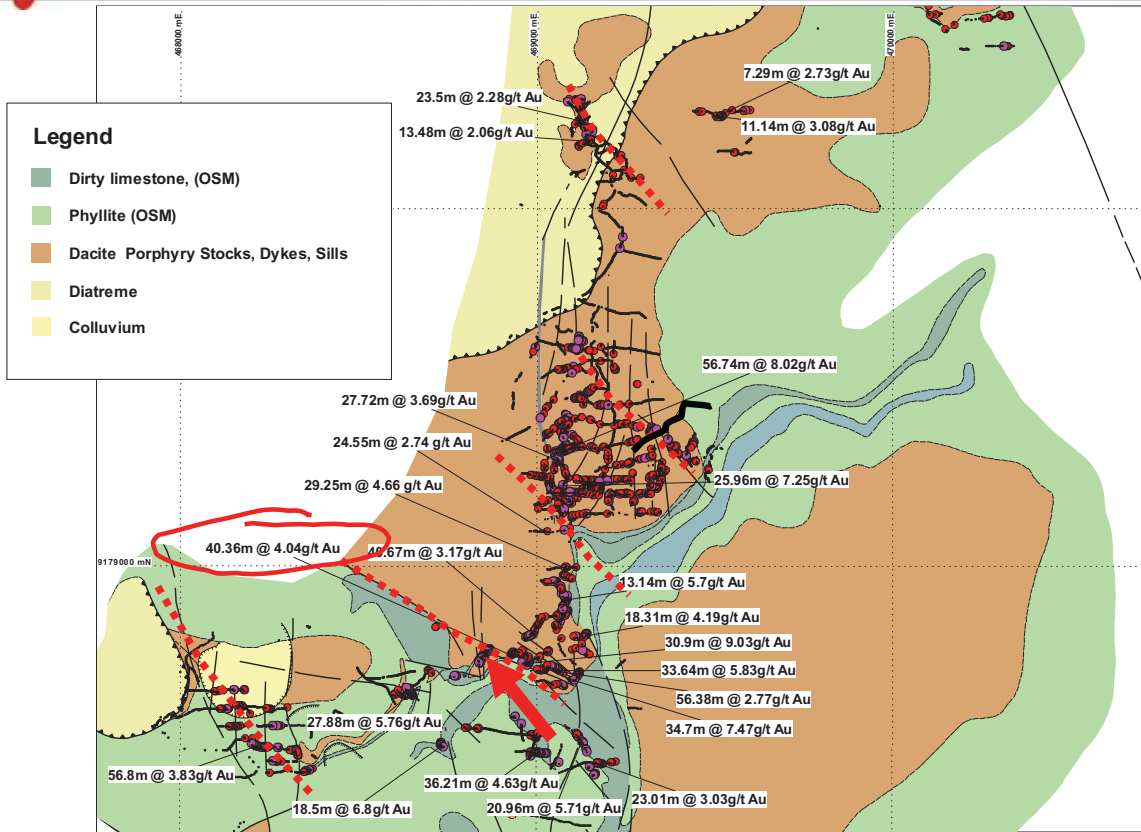 468000 mE
469000 mE
470000 mE
7.29m @ 2.73g/t Au
23.5m @ 2.28g/t Au
11.14m @ 3.08g/t Au
13.48m @ 2.06g/t Au
Legend
Dirty limestone, (OSM)
Phyllite (OSM)
Dacite Porphyry Stocks, Dykes, Sills
Diatreme
Colluvium
56.74m @ 8.02g/t Au
27.72m @ 3.69g/t Au
24.55m @ 2.74 g/t Au
29.25m @ 4.66 g/t Au
25.96m @ 7.25g/t Au
40.36m @ 4.04g/t Au
9179000 mN
13.14m @ 5.7g/t Au
18.31m @ 4.19g/t Au
30.9m @ 9.03g/t Au
33.64m @ 5.83g/t Au
56.38m @ 2.77g/t Au
27.88m @ 5.76g/t Au
34.7m @ 7.47g/t Au
56.8m @ 3.83g/t Au
36.21m @ 4.63g/t Au
18.5m @ 6.8g/t Au
20.96m @ 5.71g/t Au
23.01m @ 3.03g/t Au